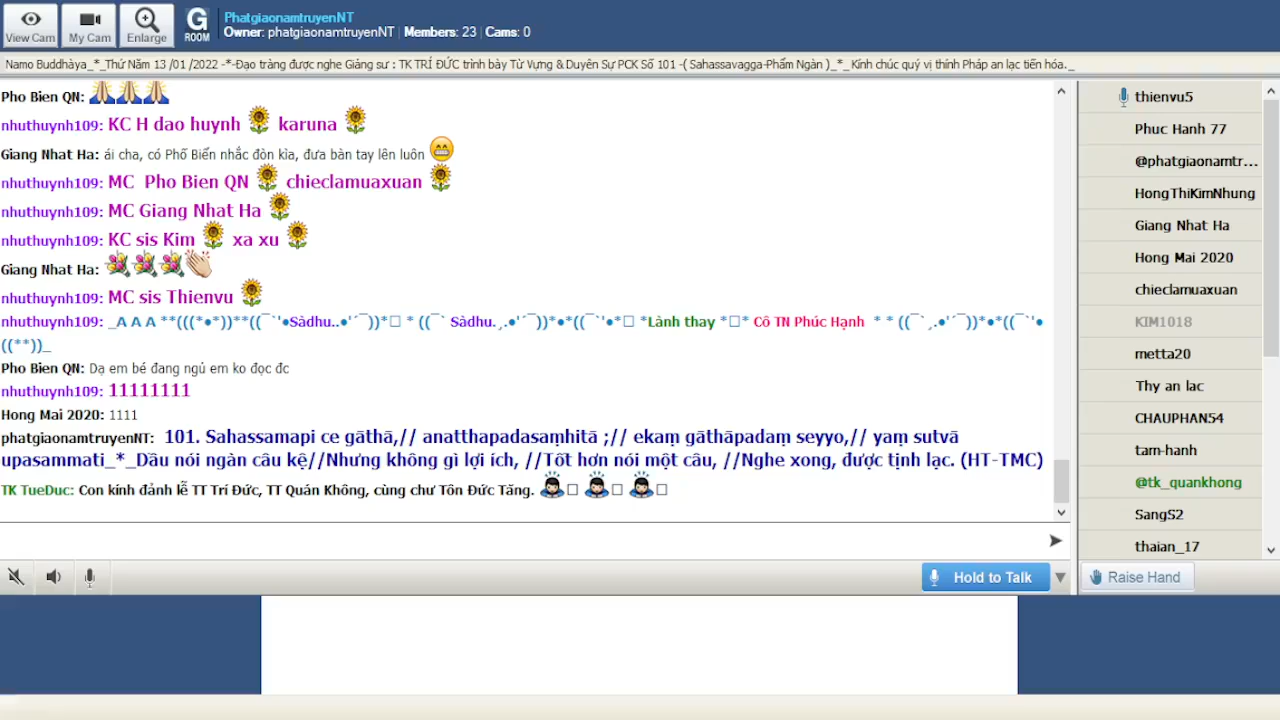 View Cam
My Cam
Enlarge
G
ROOM
PhatgiaonamtruyenNT
Owner: phatgiaonamtruyenNT | Members: 23 | Cams: 0
Namo Buddhàya_*_Thứ Năm 13 /01 /2022 -*-Đạo tràng được nghe Giảng sư : TK TRÍ ĐỨC trình bày Từ Vựng & Duyên Sự PCK Số 101 -( Sahassavagga-Phẩm Ngàn )_*_ Kính chúc quý vị thính Pháp an lạc tiến hóa._
Pho Bien QN: 🙏🙏🙏
nhuthuynh109: KC H dao huynh 🌻 karuna 🌻
Giang Nhat Ha: ái cha, có Phố Biển nhắc đòn kìa, đưa bàn tay lên luôn 😁
nhuthuynh109: MC Pho Bien QN 🌻 chieclamuaxuan 🌻
nhuthuynh109: MC Giang Nhat Ha 🌻
nhuthuynh109: KC sis Kim 🌻 xa xu 🌻
Giang Nhat Ha: 💐💐💐👏
nhuthuynh109: MC sis Thienvu 🌻
nhuthuynh109: _A A A **(((*•*))**((¯`'•Sàdhu..•'´¯))*□ * ((¯` Sàdhu.¸.•'´¯))*•*((¯`'•*□ *Lành thay *□* Cô TN Phúc Hạnh * * ((¯`¸.•'´¯))*•*((¯`'•
((**))_
Pho Bien QN: Dạ em bé đang ngủ em ko đọc đc
nhuthuynh109: 11111111
Hong Mai 2020: 1111
phatgiaonamtruyenNT: 101. Sahassamapi ce gāthā,// anatthapadasaṃhitā ;// ekaṃ gāthāpadaṃ seyyo,// yaṃ sutvā
upasammati_*_Dầu nói ngàn câu kệ//Nhưng không gì lợi ích, //Tốt hơn nói một câu, //Nghe xong, được tịnh lạc. (HT-TMC)
TK TueDuc: Con kính đảnh lễ TT Trí Đức, TT Quán Không, cùng chư Tôn Đức Tăng. 🙇□ 🙇□ 🙇□
Hold to Talk
thienvu5
Phuc Hanh 77
@phatgiaonamtr...
HongThiKimNhung
Giang Nhat Ha
Hong Mai 2020
chieclamuaxuan
KIM1018
metta20
Thy an lac
CHAUPHAN54
tam-hanh
@tk_quankhong
SangS2
thaian_17
Raise Hand